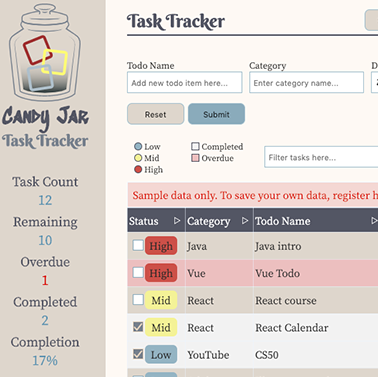 CANDY JAR
Task Tracker
Task Count
12
Remaining
10
Overdue
1
Completed
2
Completion
17%
Task Tracker
Todo Name Category D
Add new todo item here... Enter category name...
Reset Submit
Low Completed
Mid Overdue
High
Filter tasks here...
Sample data only. To save your own data, register h
Status Category Todo Name
High Java Java intro
High Vue Vue Todo
Mid React React course
Mid React React Calendar
Low YouTube CS50